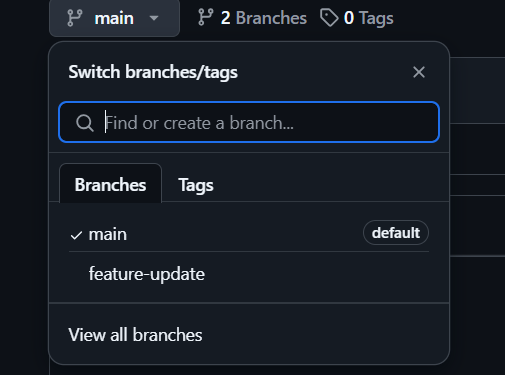 main 2 Branches 0 Tags
Switch branches/tags
Find or create a branch...
Branches Tags
main default
feature-update
View all branches